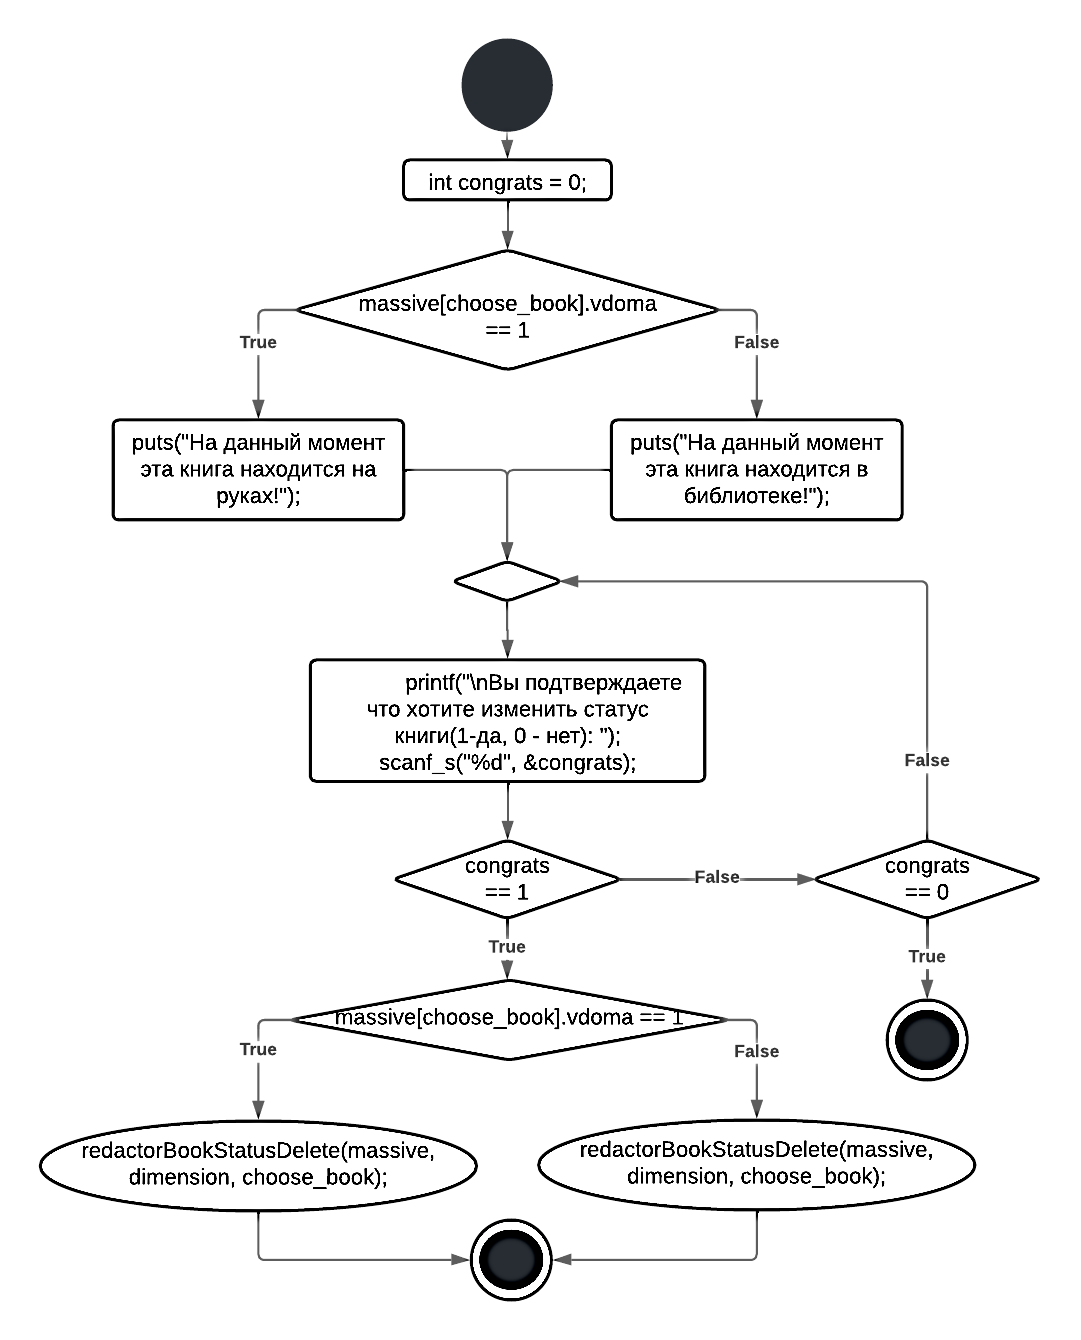 int congrats = 0;
massive[choose_book].vdoma
== 1
True
False
puts("На данный момент
эта книга находится на
руках!");
puts("На данный момент
эта книга находится в
библиотеке!");
printf("\nВы подтверждаете
что хотите изменить статус
книги(1-да, 0 - нет): ");
scanf_s("%d", &congrats);
False
congrats
== 1
False
congrats
== 0
True
True
massive[choose_book].vdoma == 1
True
False
redactorBookStatusDelete(massive,
dimension, choose_book);
redactorBookStatusDelete(massive,
dimension, choose_book);